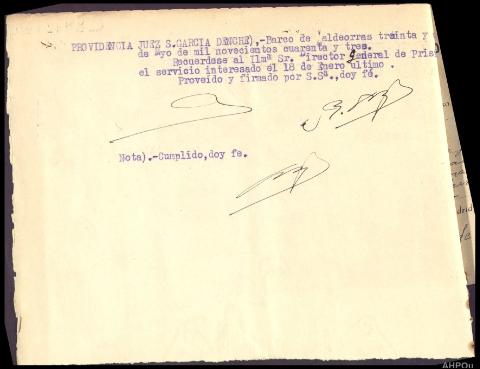 PROVIDENCIA JUEZ S.GARCIA DENCHE).-Barco de Valdeorras treinta y
de Myo de mil novecientos cuarenta y tres.
Recuerdese al Ilmº Sr. Director General de Pris
el servicio interesado el 18 de Enero ultimo .
Proveido y firmado por S.Sª.,doy fé.
Nota).-Cumplido,doy fe.
AHPOu